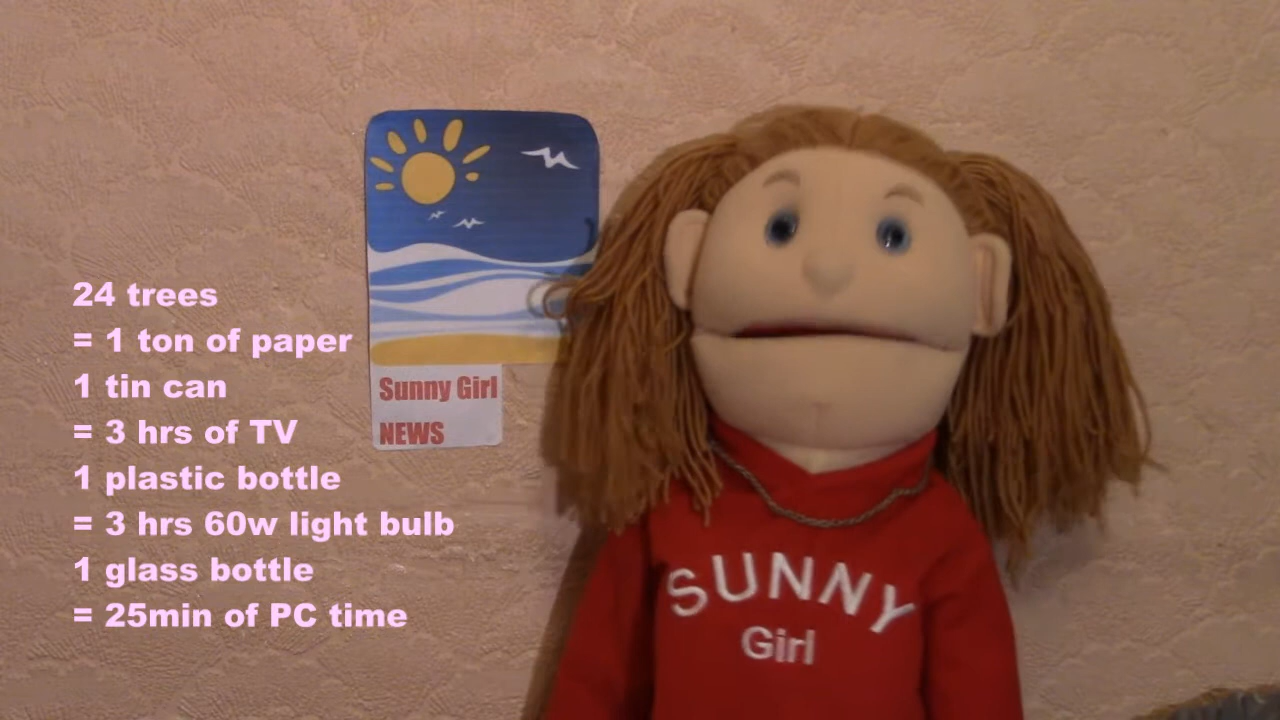 24 trees
= 1 ton of paper
1 tin can
= 3 hrs of TV
1 plastic bottle
= 3 hrs 60w light bulb
1 glass bottle
= 25min of PC time
Sunny Girl
NEWS
SUNNY
Girl